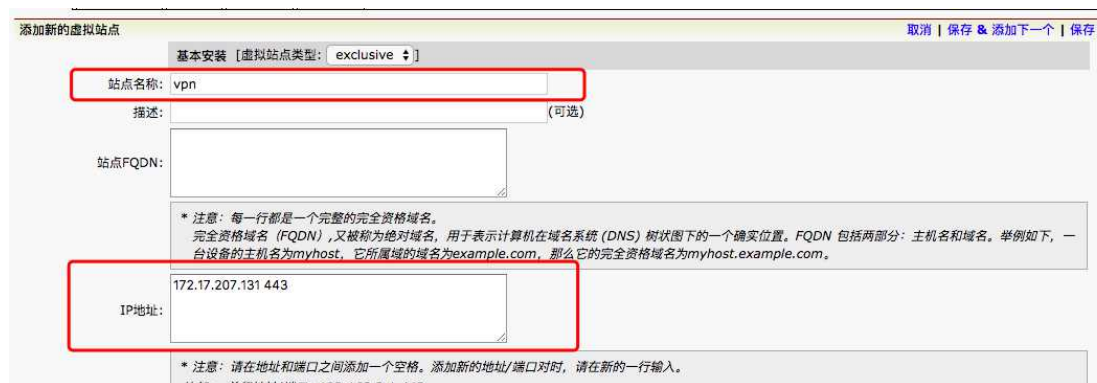 添加新的虚拟站点 取消 | 保存 & 添加下一个 | 保存
基本安装 [虚拟站点类型: exclusive ]
站点名称: vpn
描述: (可选)
站点FQDN:
* 注意: 每一行都是一个完整的完全资格域名。
完全资格域名（FQDN）,又被称为绝对域名，用于表示计算机在域名系统 (DNS) 树状图下的一个确实位置。FQDN 包括两部分：主机名和域名。举例如下，一
台设备的主机名为myhost，它所属域的域名为example.com，那么它的完全资格域名为myhost.example.com。
IP地址: 172.17.207.131 443
* 注意: 请在地址和端口之间添加一个空格。添加新的地址/端口对时，请在新的一行输入。